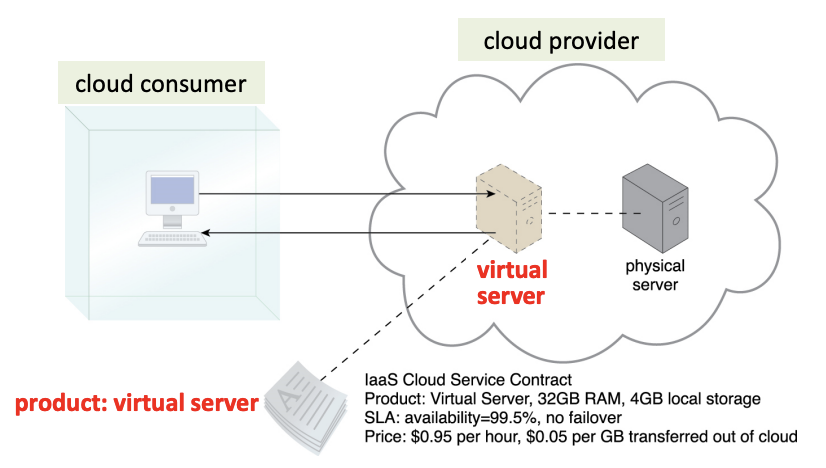 cloud provider
cloud consumer
virtual
server
physical
server
product: virtual server
A
IaaS Cloud Service Contract
Product: Virtual Server, 32GB RAM, 4GB local storage
SLA: availability=99.5%, no failover
Price: $0.95 per hour, $0.05 per GB transferred out of cloud